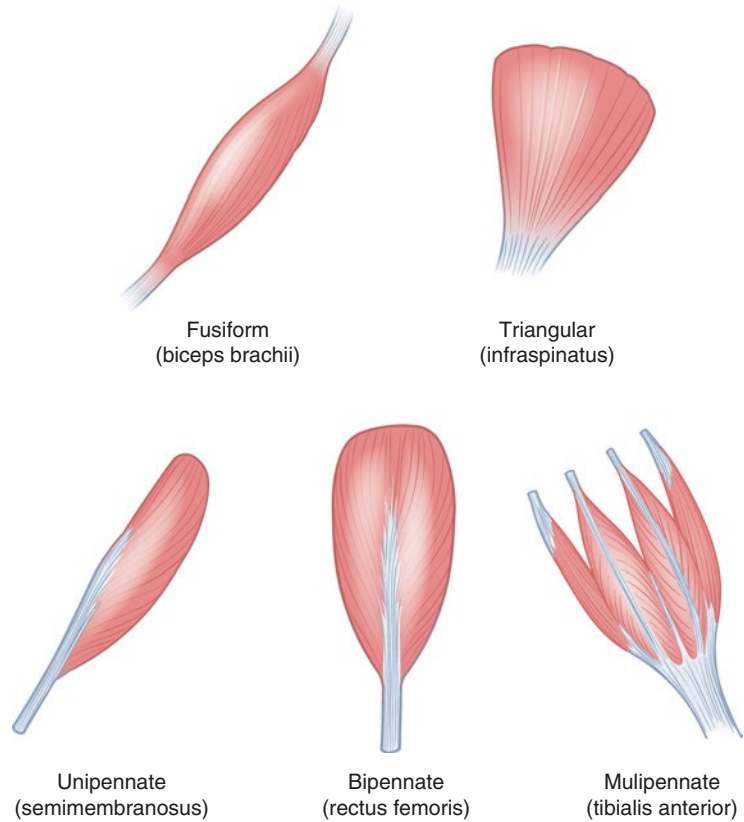 Fusiform
(biceps brachii)
Triangular
(infraspinatus)
Unipennate
(semimembranosus)
Bipennate
(rectus femoris)
Mulipennate
(tibialis anterior)